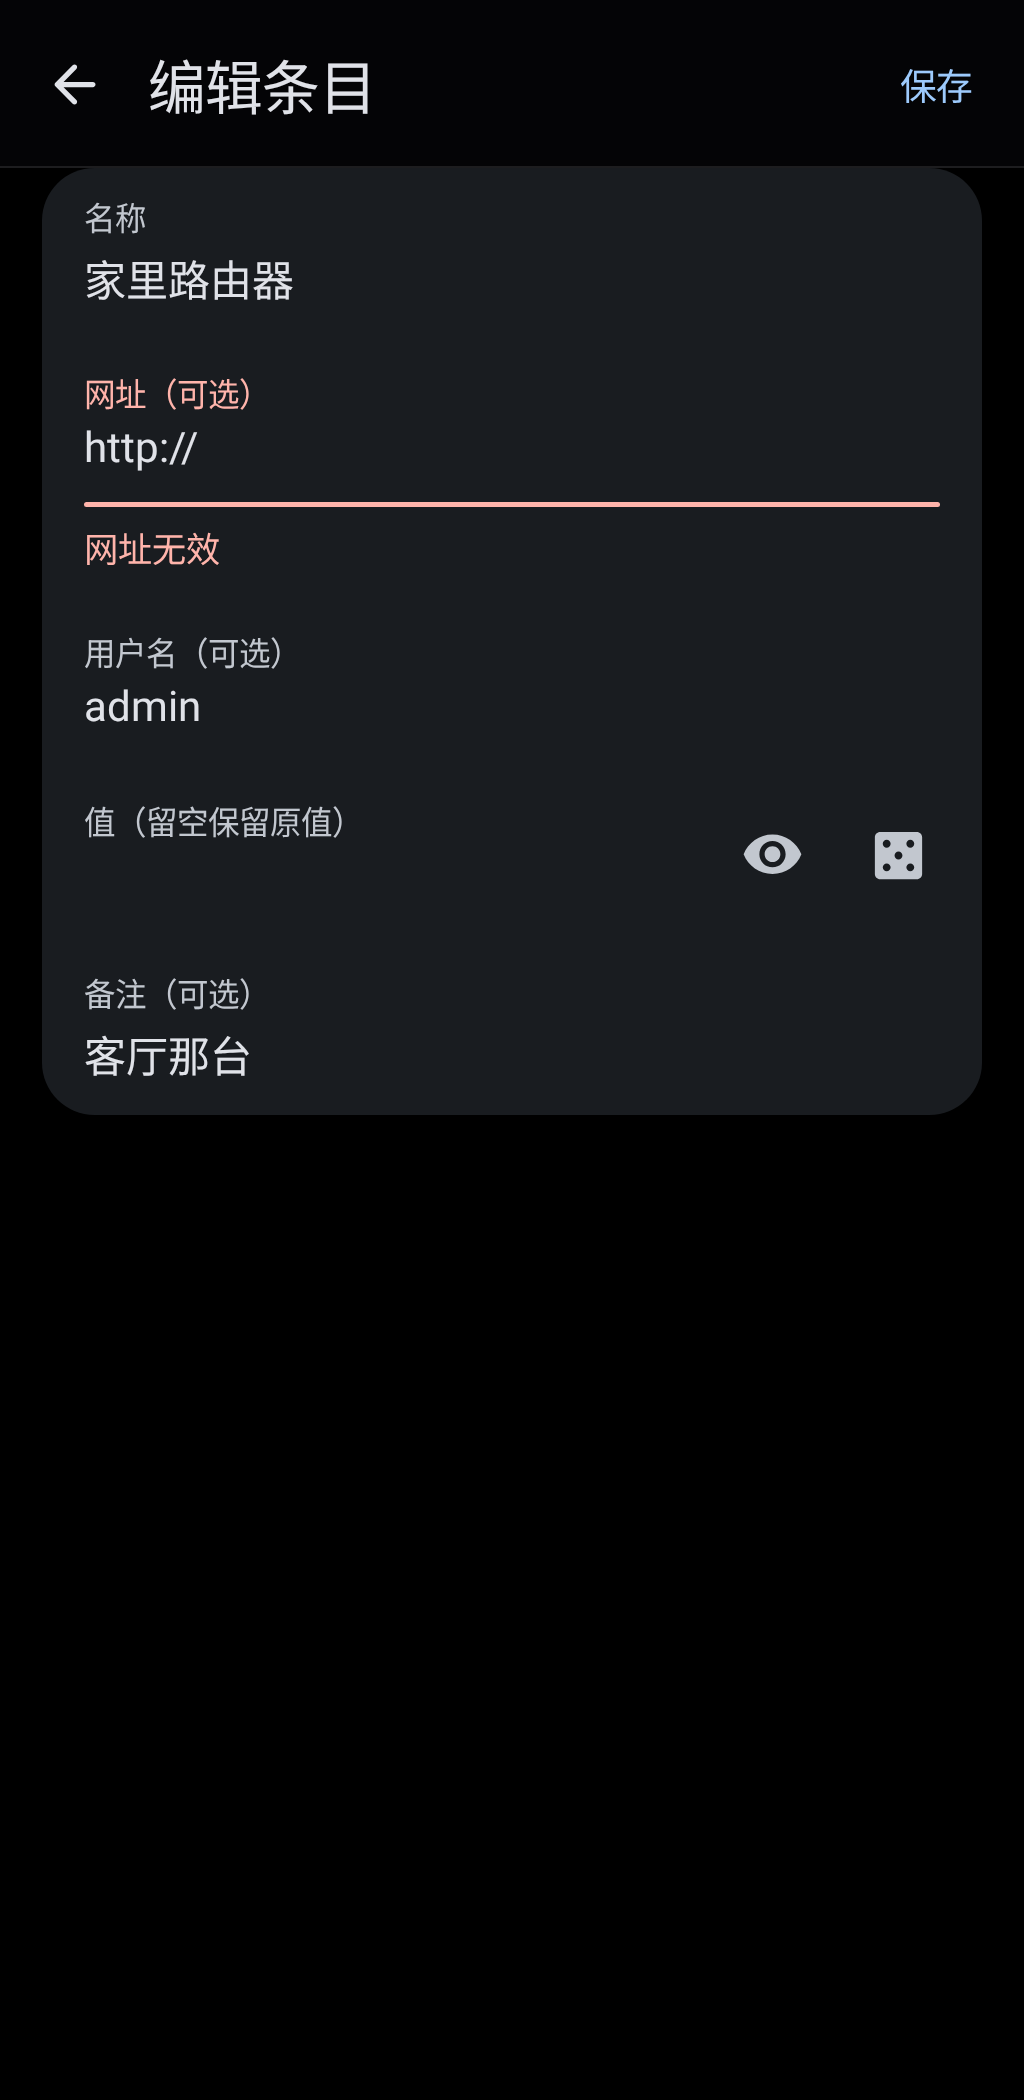 编辑条目
保存
名称
家里路由器
网址（可选）
http://
网址无效
用户名（可选）
admin
值（留空保留原值）
备注（可选）
客厅那台